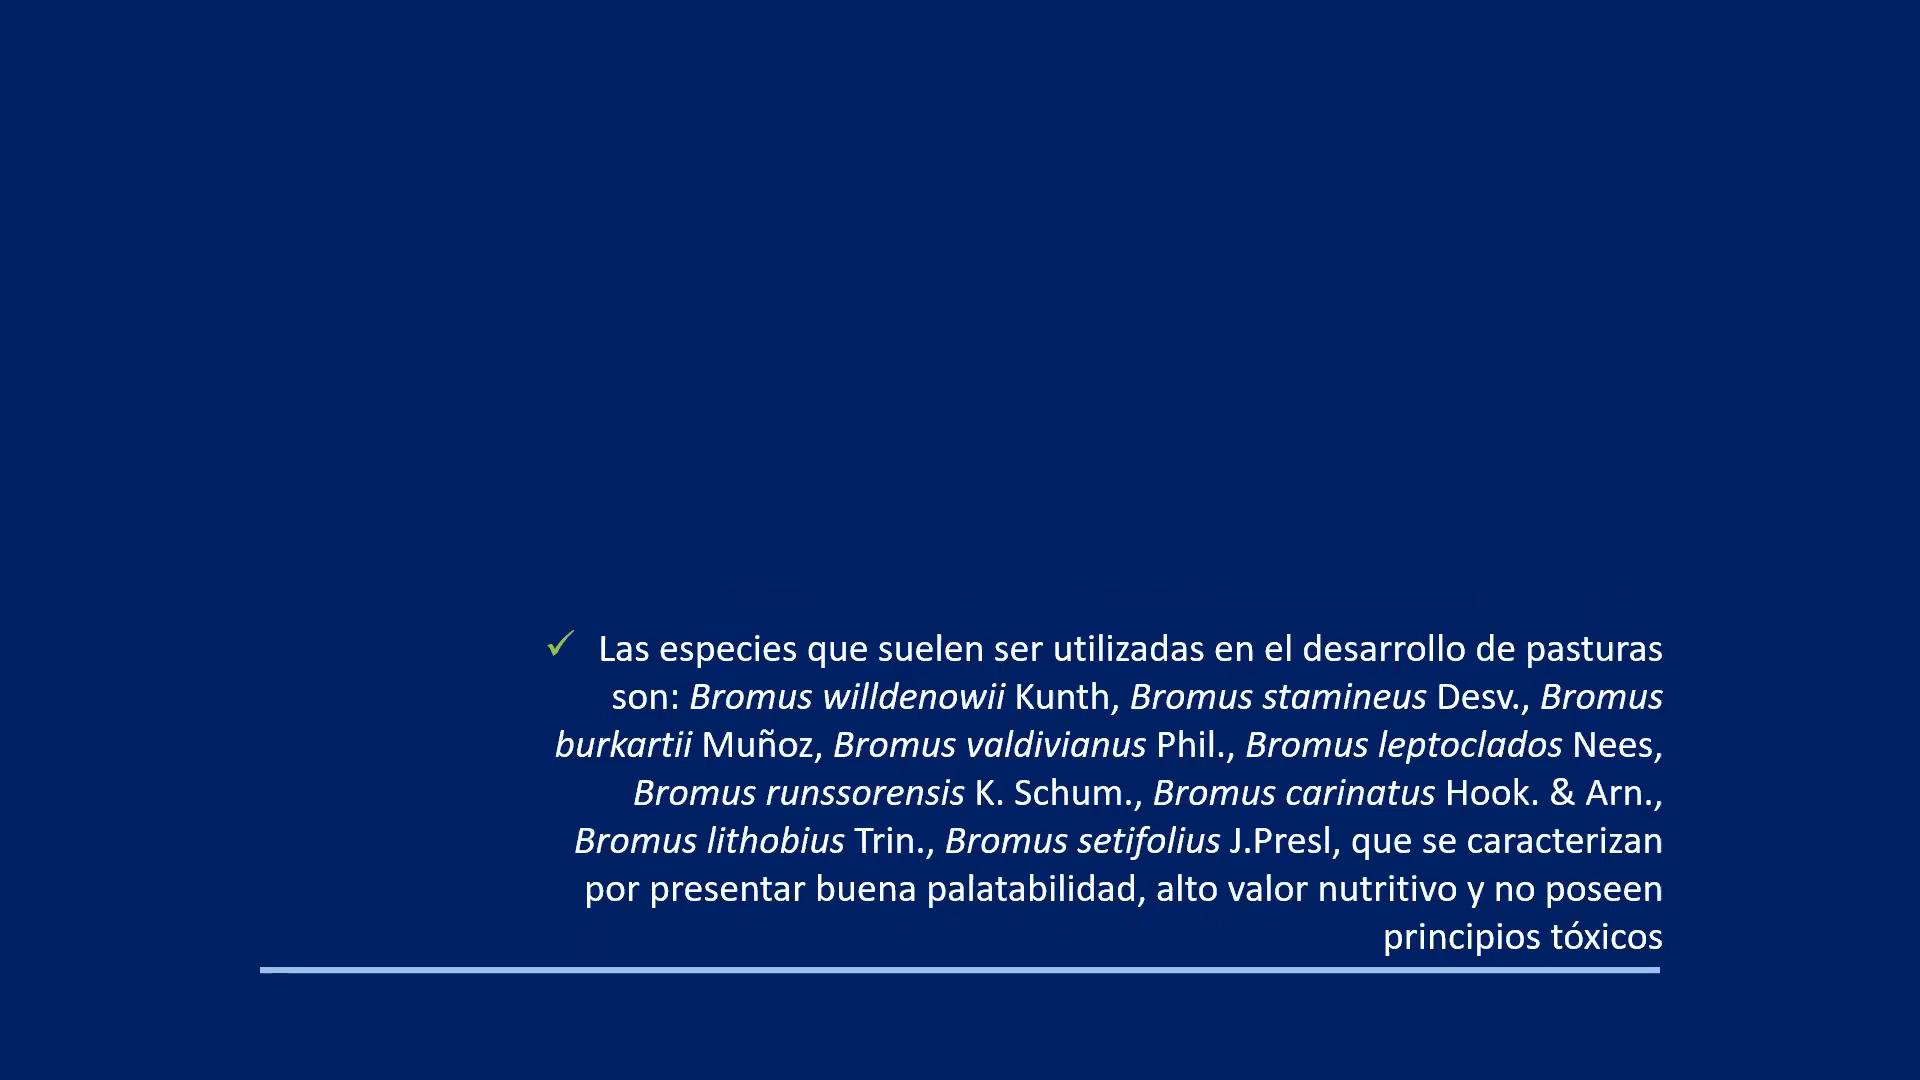 ✓ Las especies que suelen ser utilizadas en el desarrollo de pasturas
son: Bromus willdenowii Kunth, Bromus stamineus Desv., Bromus
burkartii Muñoz, Bromus valdivianus Phil., Bromus leptoclados Nees,
Bromus runssorensis K. Schum., Bromus carinatus Hook. & Arn.,
Bromus lithobius Trin., Bromus setifolius J.Presl, que se caracterizan
por presentar buena palatabilidad, alto valor nutritivo y no poseen
principios tóxicos